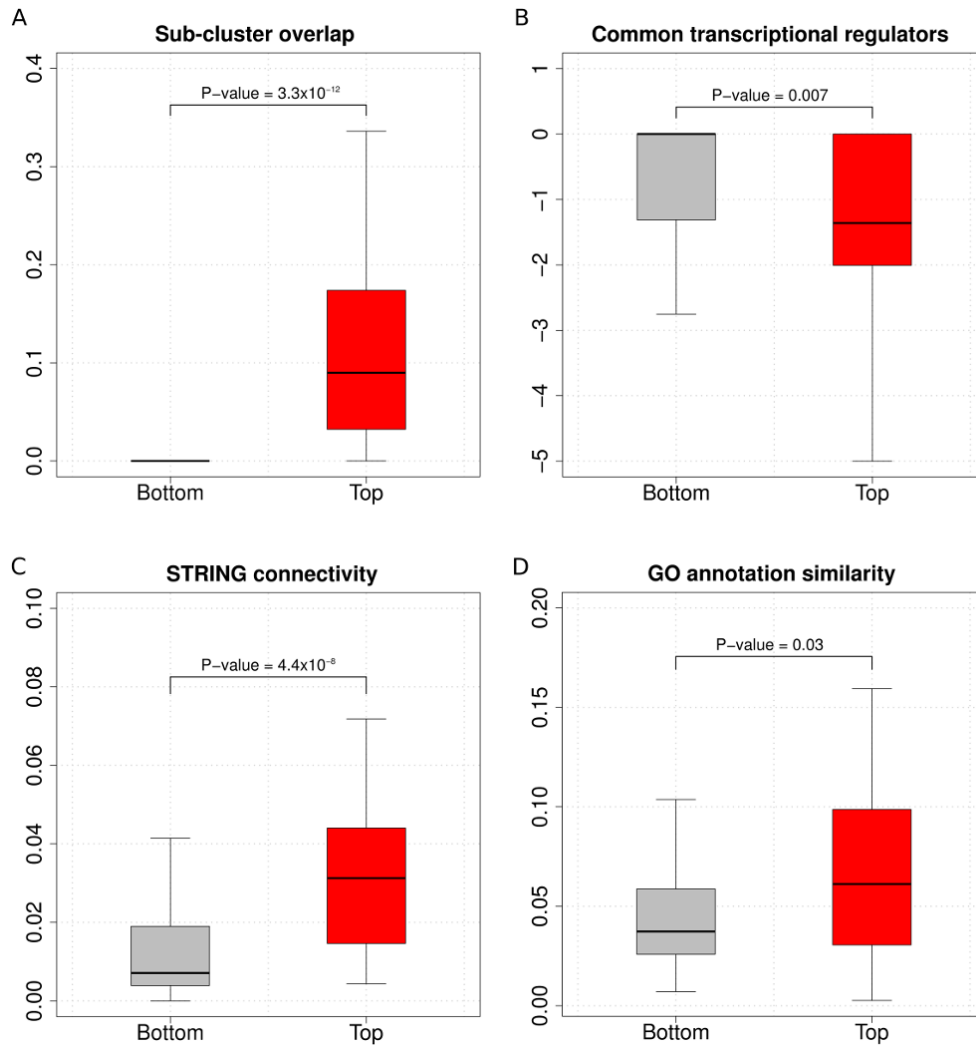 A
Sub-cluster overlap
P-value = 3.3x10⁻¹²
0.4
0.3
0.2
0.1
0.0
Bottom Top
B
Common transcriptional regulators
P-value = 0.007
1
0
-1
-2
-3
-4
-5
Bottom Top
C
STRING connectivity
P-value = 4.4x10⁻⁸
0.10
0.08
0.06
0.04
0.02
0.00
Bottom Top
D
GO annotation similarity
P-value = 0.03
0.20
0.15
0.10
0.05
0.00
Bottom Top